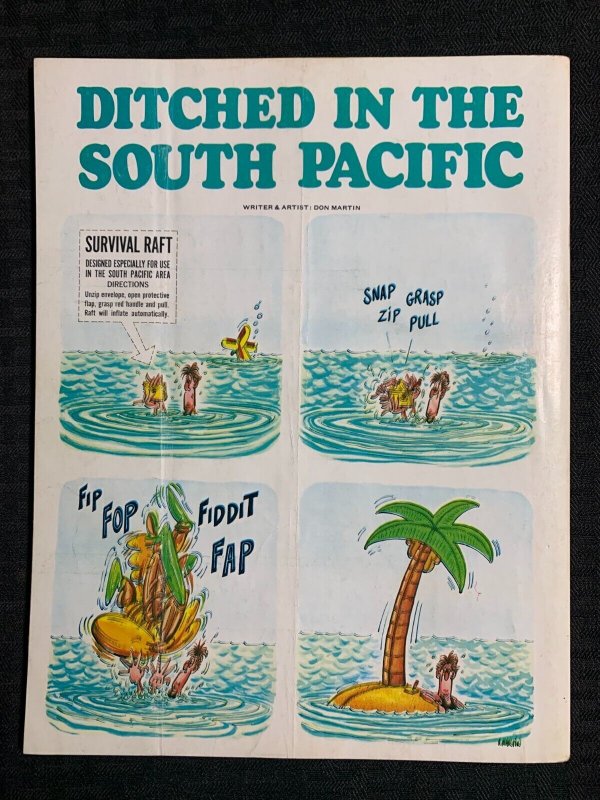 DITCHED IN THE
SOUTH PACIFIC
WRITER & ARTIST: DON MARTIN
SURVIVAL RAFT
DESIGNED ESPECIALLY FOR USE
IN THE SOUTH PACIFIC AREA
DIRECTIONS
Unzip envelope, open protective
flap, grasp red handle and pull.
Raft will inflate automatically.
SNAP GRASP
ZIP PULL
FIP
FOP
FIDDIT
FAP